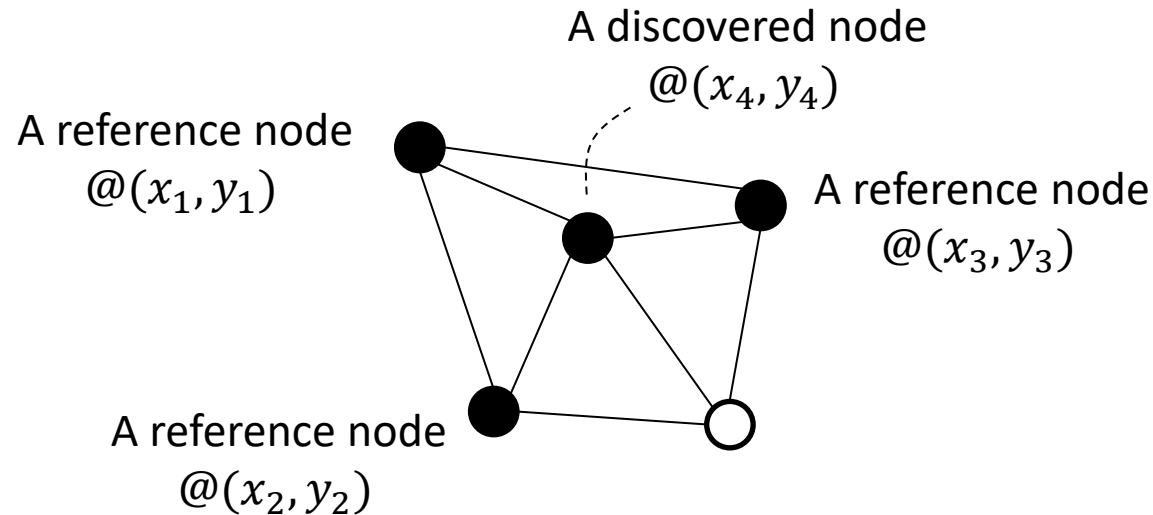 A discovered node
@(x₄, y₄)
A reference node
@(x₁, y₁)
A reference node
@(x₃, y₃)
A reference node
@(x₂, y₂)